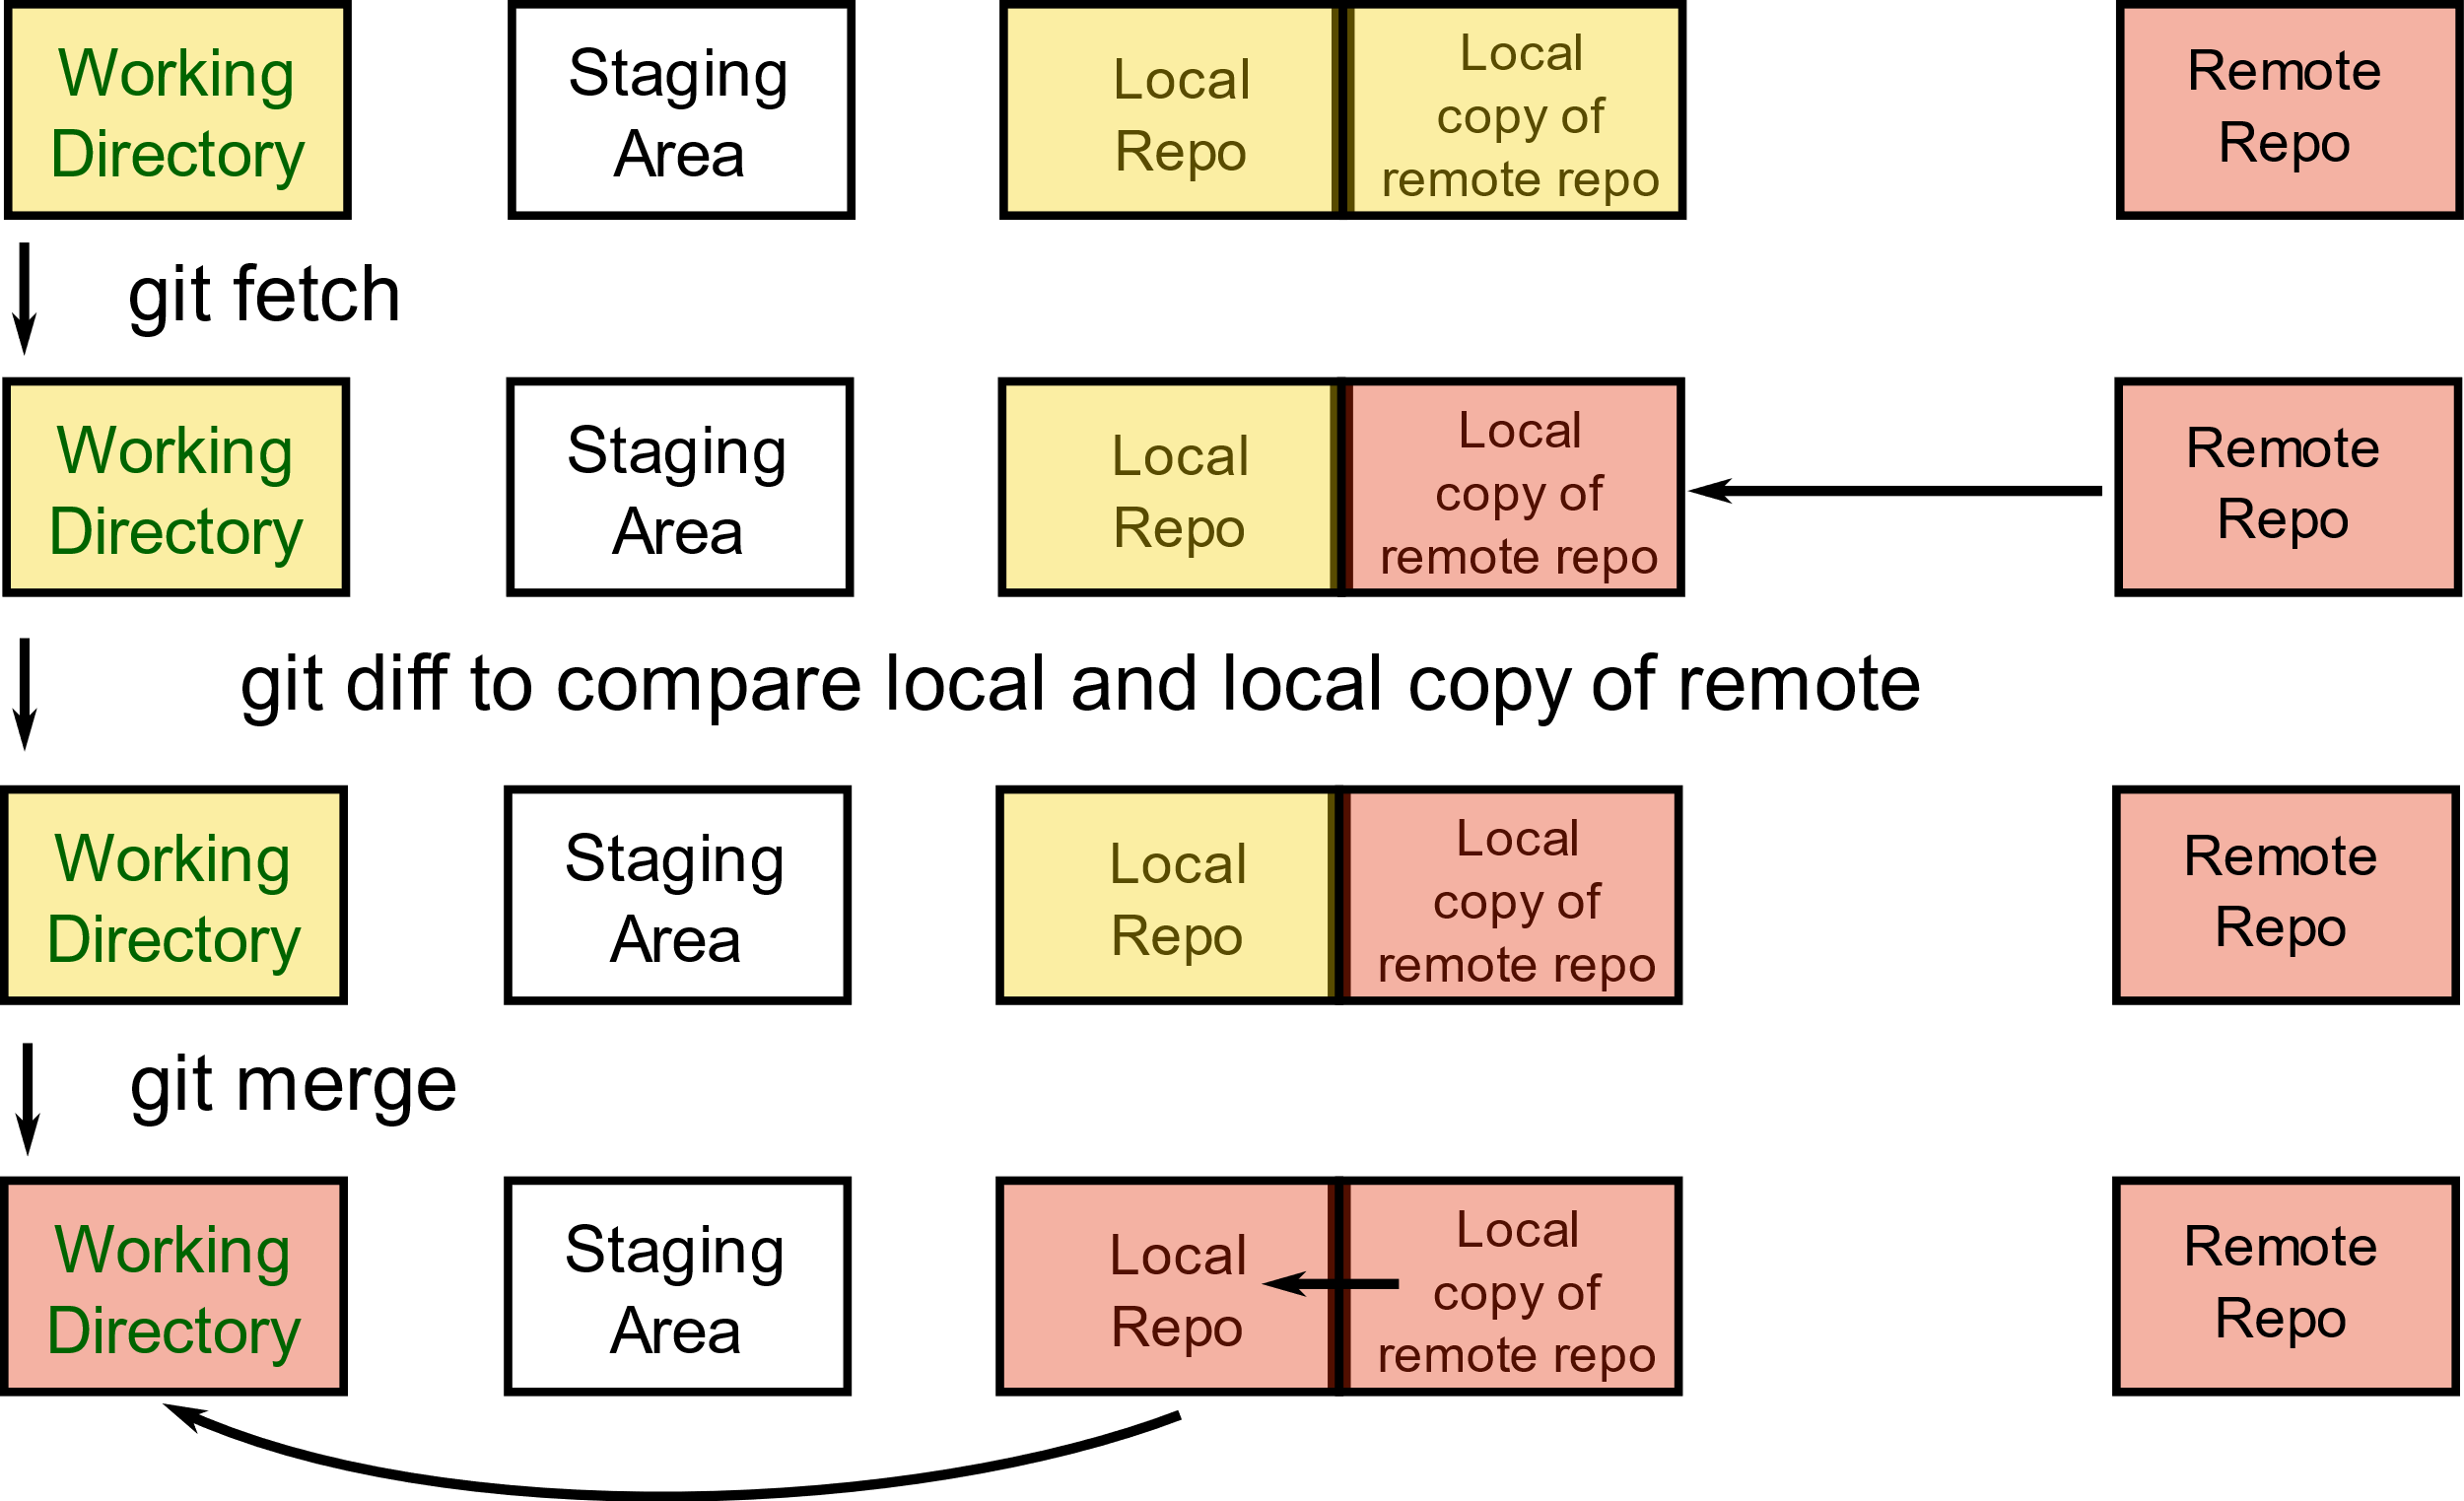 Working
Directory
Staging
Area
Local
Repo
Local
copy of
remote repo
Remote
Repo
git fetch
Working
Directory
Staging
Area
Local
Repo
Local
copy of
remote repo
Remote
Repo
git diff to compare local and local copy of remote
Working
Directory
Staging
Area
Local
Repo
Local
copy of
remote repo
Remote
Repo
git merge
Working
Directory
Staging
Area
Local
Repo
Local
copy of
remote repo
Remote
Repo